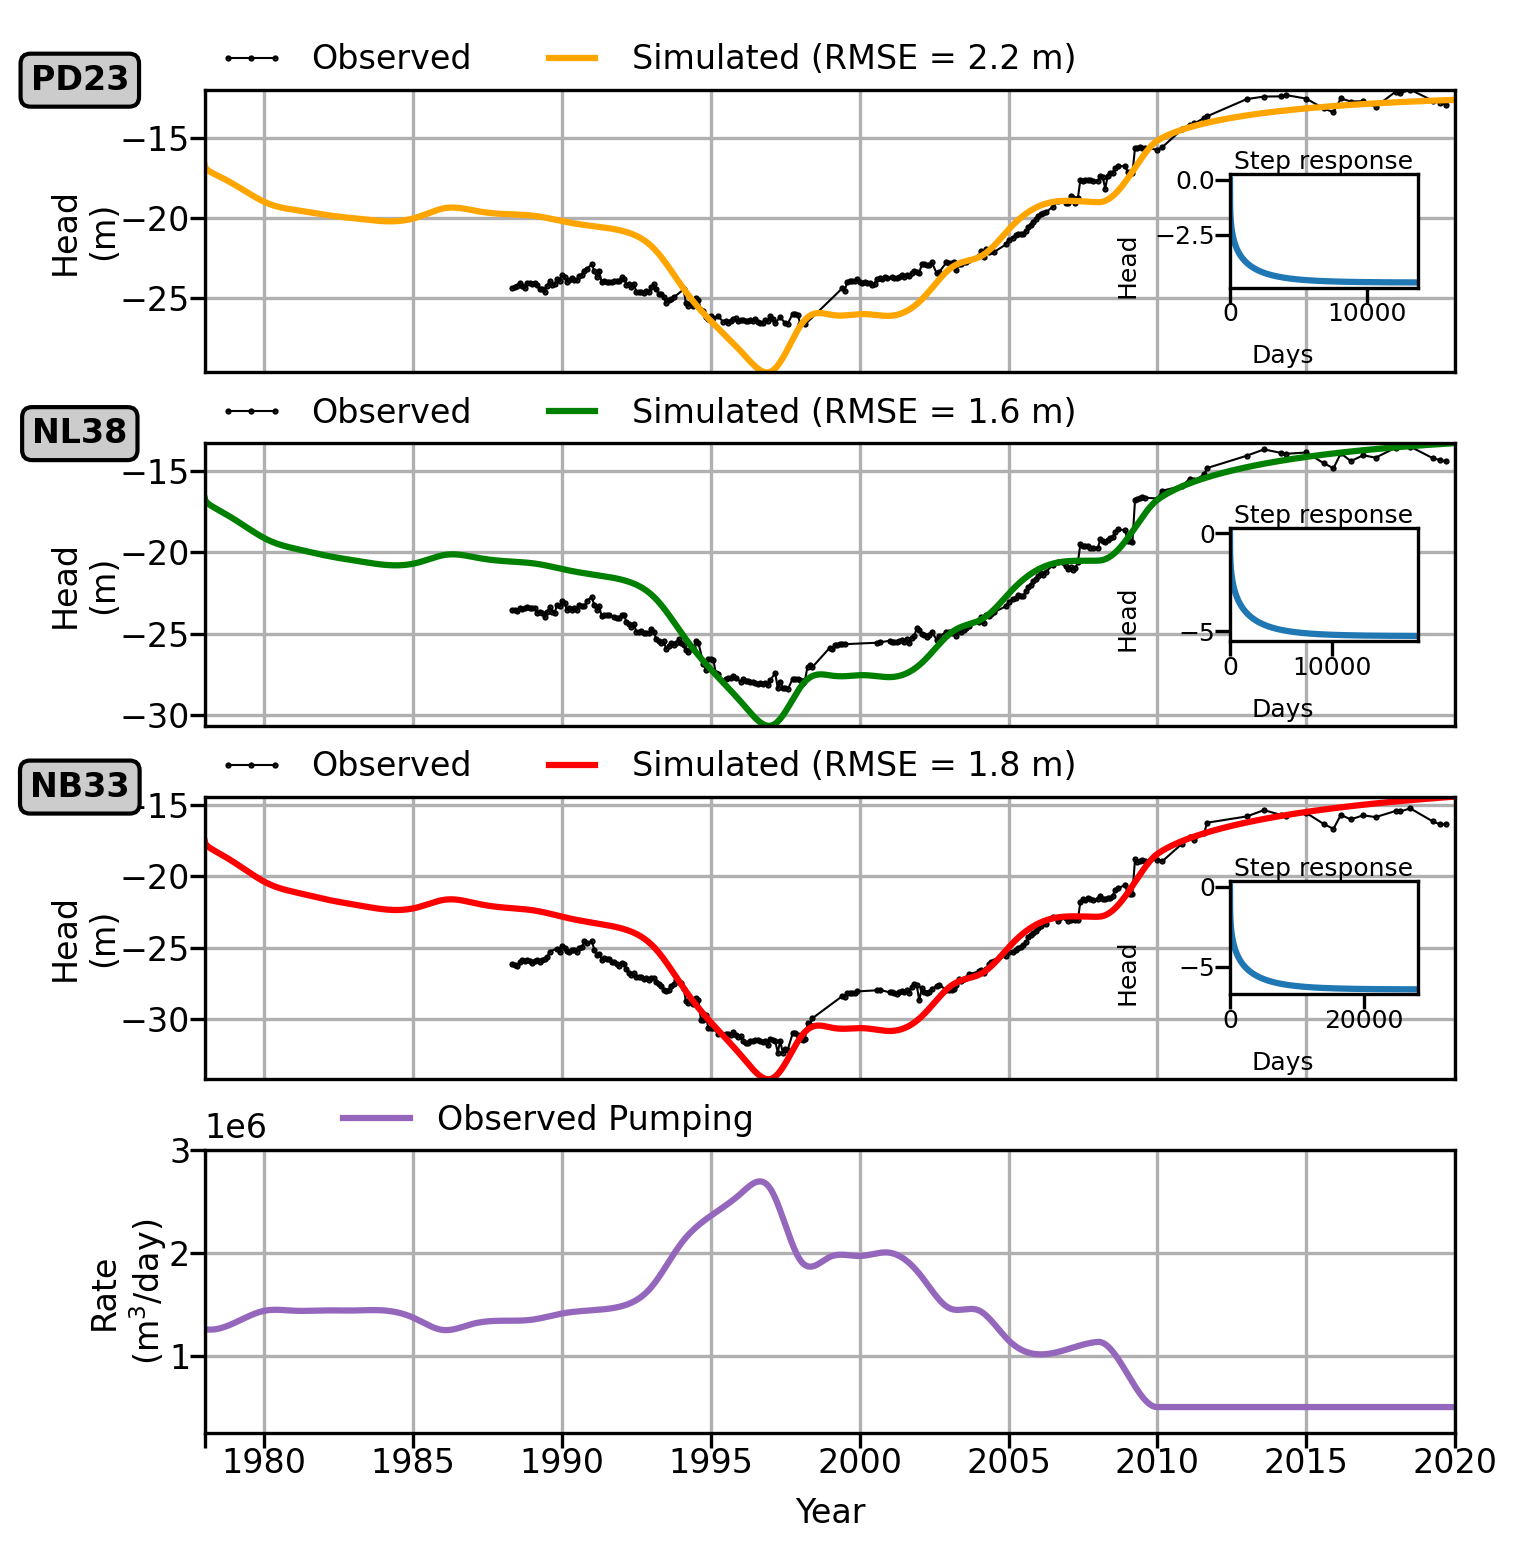 PD23
Observed
Simulated (RMSE = 2.2 m)
Head
(m)
−15
−20
−25
Step response
0.0
−2.5
Head
0
10000
Days
NL38
Observed
Simulated (RMSE = 1.6 m)
Head
(m)
−15
−20
−25
−30
Step response
0
−5
Head
0
10000
Days
NB33
Observed
Simulated (RMSE = 1.8 m)
Head
(m)
−15
−20
−25
−30
Step response
0
−5
Head
0
20000
Days
1e6
Observed Pumping
Rate
(m³/day)
3
2
1
1980 1985 1990 1995 2000 2005 2010 2015 2020
Year